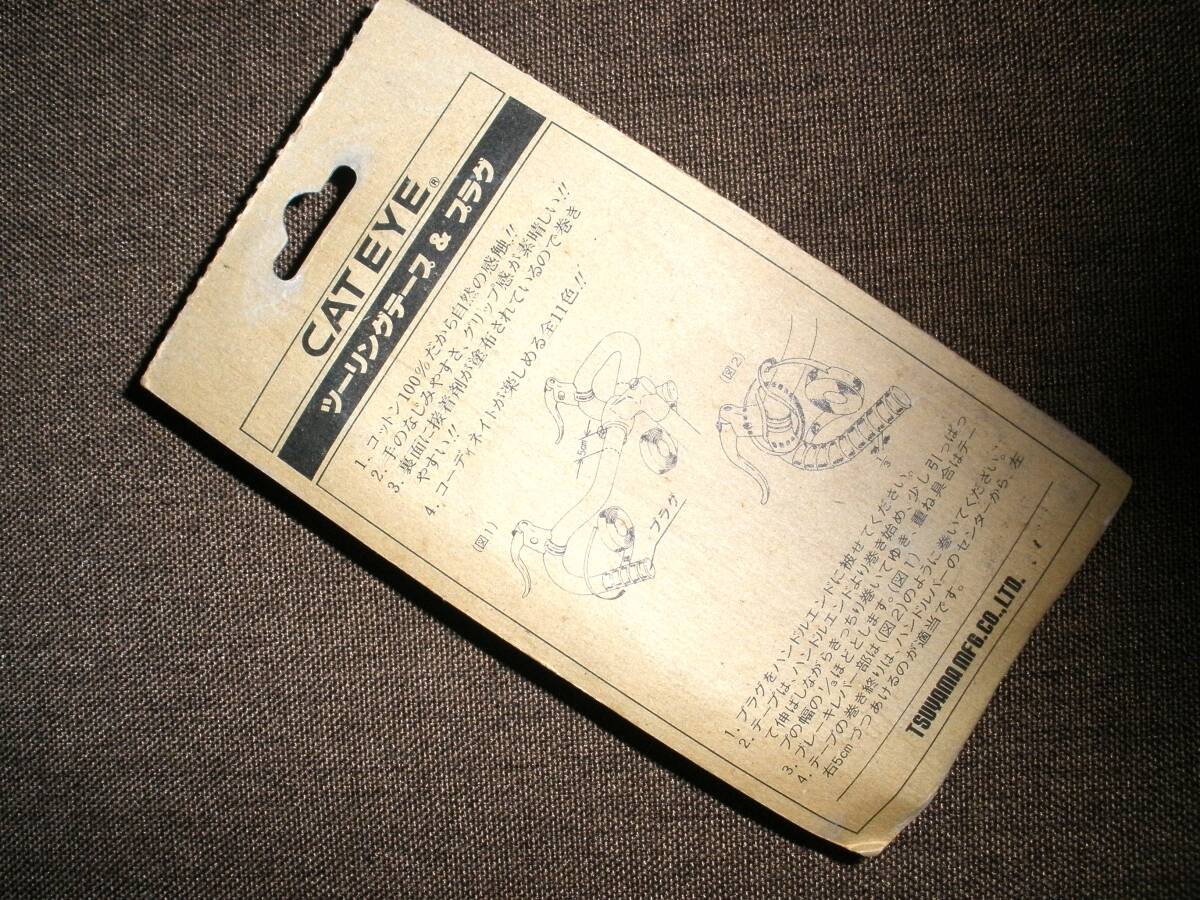 CATEYE®
ツーリングテープ & プラグ
1. コットン100%だから自然の感触!!
2. 手のなじみやすさ、グリップ感が素晴しい!!
3. 裏面に接着剤が塗布されているので巻き
やすい!!
4. コーディネイトが楽しめる全11色!!
(図1)
5cm
プラグ
(図2)
1. プラグをハンドルエンドに被せてください。
2. テープは、ハンドルエンドより巻き始め、少し引っぱっ
て伸ばしながらきっちり巻いてゆき、重ね具合はテー
プの幅の1/3ほどとします。(図1)
3. ブレーキレバー部は(図2)のように巻いてください。
4. テープの巻き終りは、ハンドルバーのセンターから、左
右5cmづつあけるのが適当です。
TSUYAMA MFG.CO.,LTD.